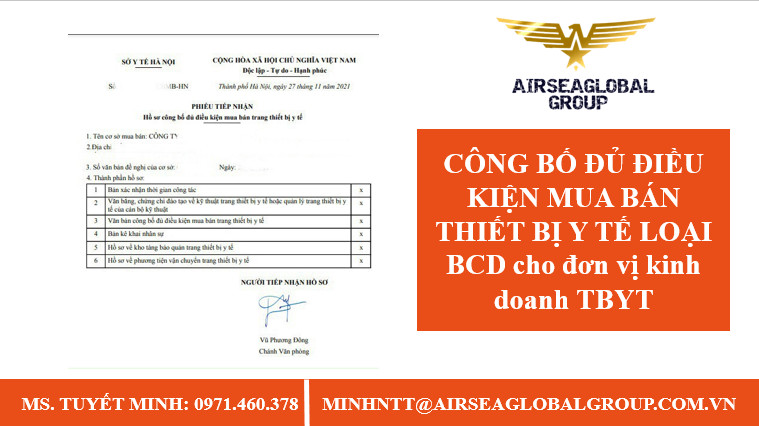 SỞ Y TẾ HÀ NỘI
CỘNG HÒA XÃ HỘI CHỦ NGHĨA VIỆT NAM
Độc lập - Tự do - Hạnh phúc
Số MB-HN
Thành phố Hà Nội, ngày 27 tháng 11 năm 2021
PHIẾU TIẾP NHẬN
Hồ sơ công bố đủ điều kiện mua bán trang thiết bị y tế
1. Tên cơ sở mua bán: CÔNG TY
2.Địa chỉ:
3. Số văn bản đề nghị của cơ sở: Ngày:
4. Thành phần hồ sơ:
1 Bản xác nhận thời gian công tác x
2 Văn bằng, chứng chỉ đào tạo về kỹ thuật trang thiết bị y tế hoặc quản lý trang thiết bị y x
tế của cán bộ kỹ thuật
3 Văn bản công bố đủ điều kiện mua bán trang thiết bị y tế x
4 Bản kê khai nhân sự x
5 Hồ sơ về kho tàng bảo quản trang thiết bị y tế x
6 Hồ sơ về phương tiện vận chuyển trang thiết bị y tế x
NGƯỜI TIẾP NHẬN HỒ SƠ
Vũ Phương Đông
Chánh Văn phòng
AIRSEAGLOBAL
GROUP
CÔNG BỐ ĐỦ ĐIỀU
KIỆN MUA BÁN
THIẾT BỊ Y TẾ LOẠI
BCD cho đơn vị kinh
doanh TBYT
MS. TUYẾT MINH: 0971.460.378
MINHNTT@AIRSEAGLOBALGROUP.COM.VN